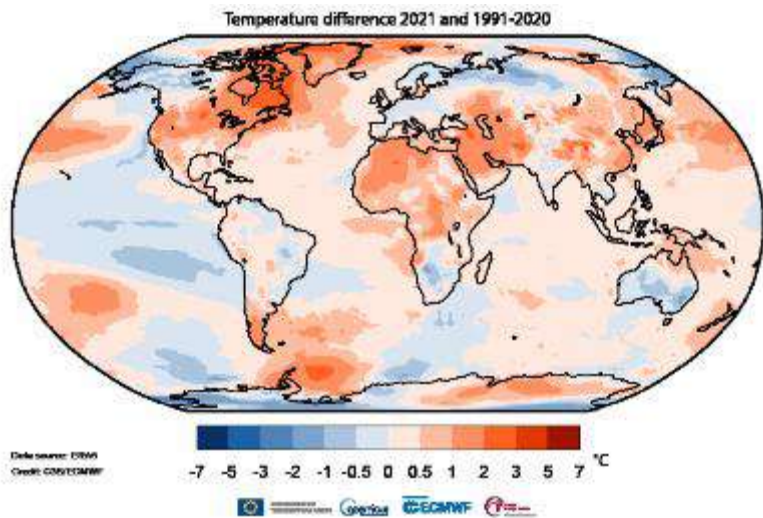 Temperature difference 2021 and 1991-2020
-7 -5 -3 -2 -1 -0.5 0 0.5 1 2 3 5 7 °C
Data source: ERA5
Credit: C3S/ECMWF
Copernicus
ECMWF